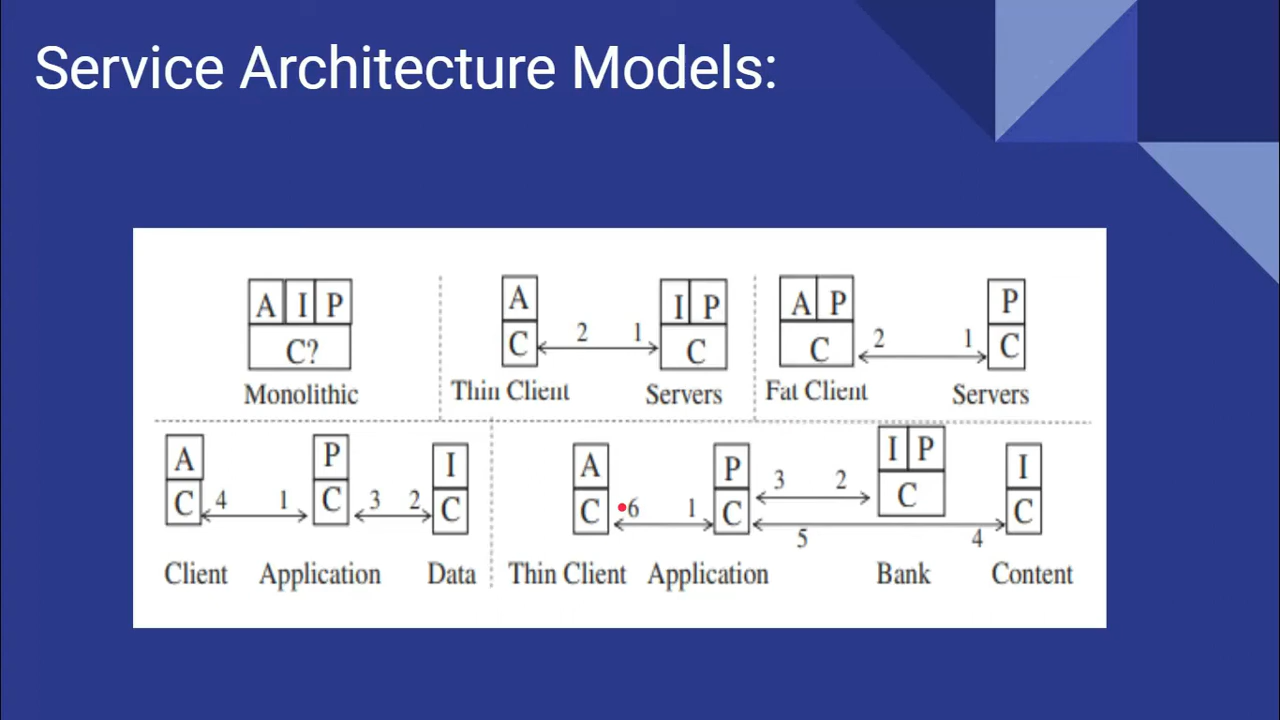 Service Architecture Models:
A I P
C?
Monolithic
A
C
2 1
I P
C
Thin Client Servers
A P
C
2 1
P
C
Fat Client Servers
A
C
4 1
P
C
3 2
I
C
Client Application Data
A
C
6 1
P
C
3 2
5 4
I P
C
I
C
Thin Client Application Bank Content